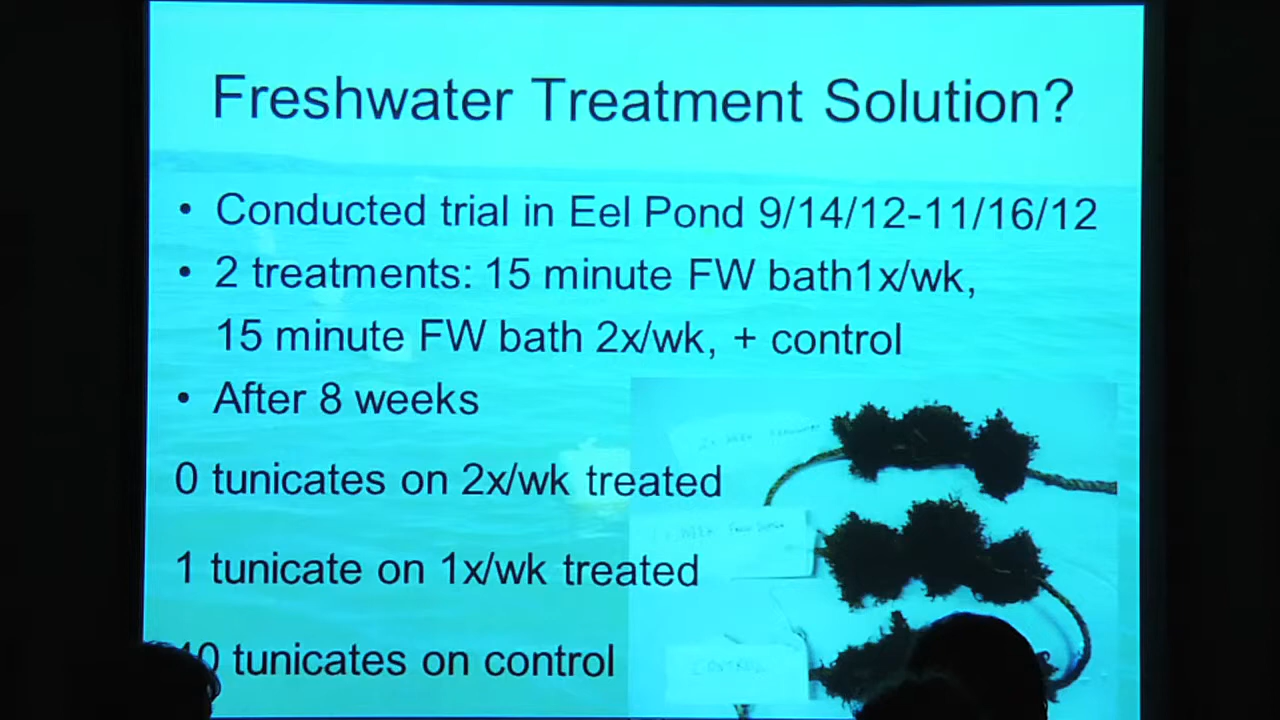 Freshwater Treatment Solution?
• Conducted trial in Eel Pond 9/14/12-11/16/12
• 2 treatments: 15 minute FW bath1x/wk,
15 minute FW bath 2x/wk, + control
• After 8 weeks
0 tunicates on 2x/wk treated
1 tunicate on 1x/wk treated
tunicates on control
CONTROL